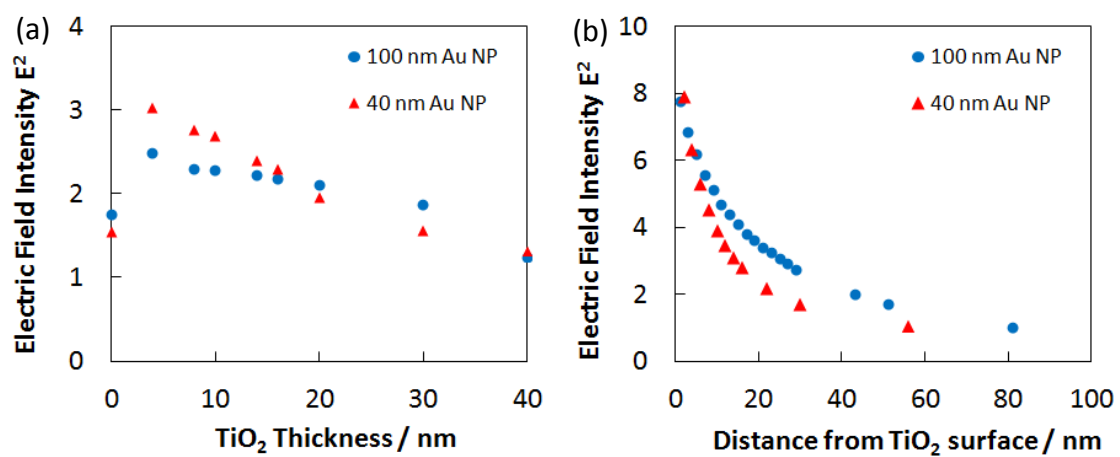 (a)
Electric Field Intensity E²
4
3
2
1
0
100 nm Au NP
40 nm Au NP
0 10 20 30 40
TiO₂ Thickness / nm
(b)
Electric Field Intensity E²
10
8
6
4
2
0
100 nm Au NP
40 nm Au NP
0 20 40 60 80 100
Distance from TiO₂ surface / nm